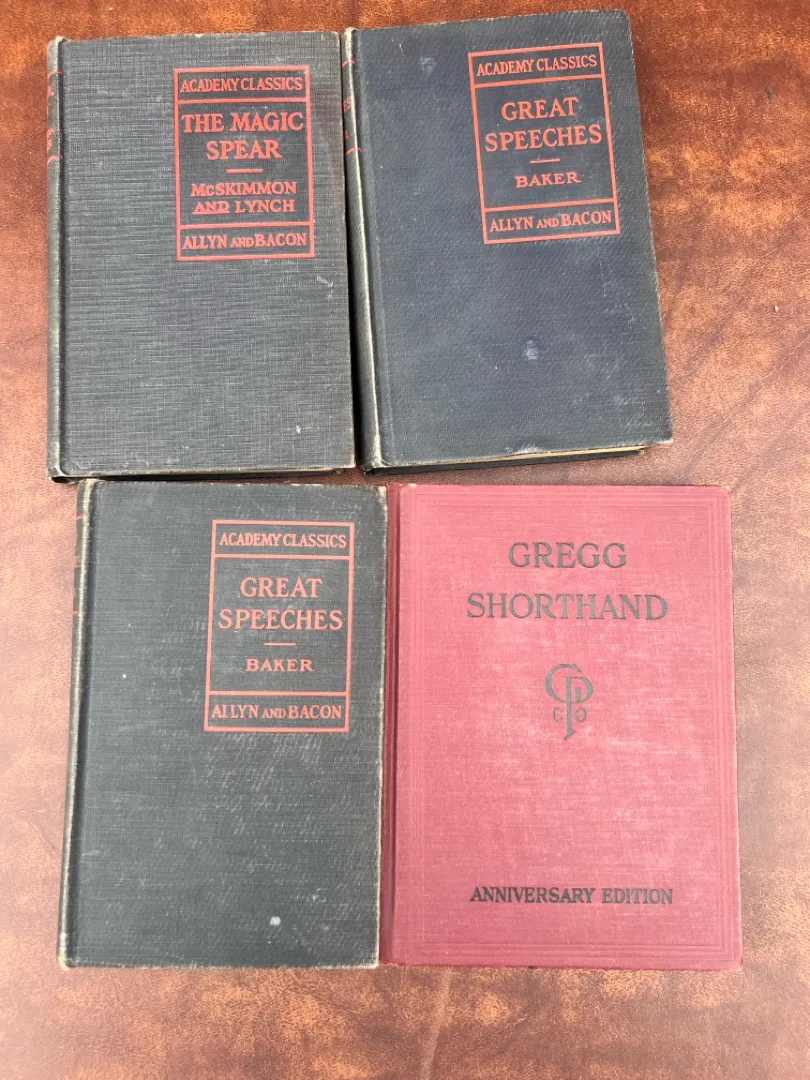 ACADEMY CLASSICS
THE MAGIC
SPEAR
McSKIMMON
AND LYNCH
ALLYN AND BACON
ACADEMY CLASSICS
GREAT
SPEECHES
BAKER
ALLYN AND BACON
ACADEMY CLASSICS
GREAT
SPEECHES
BAKER
ALLYN AND BACON
GREGG
SHORTHAND
ANNIVERSARY EDITION